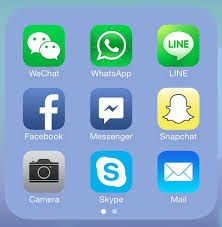 LINE
WeChat WhatsApp LINE
Facebook Messenger Snapchat
Camera Skype Mail